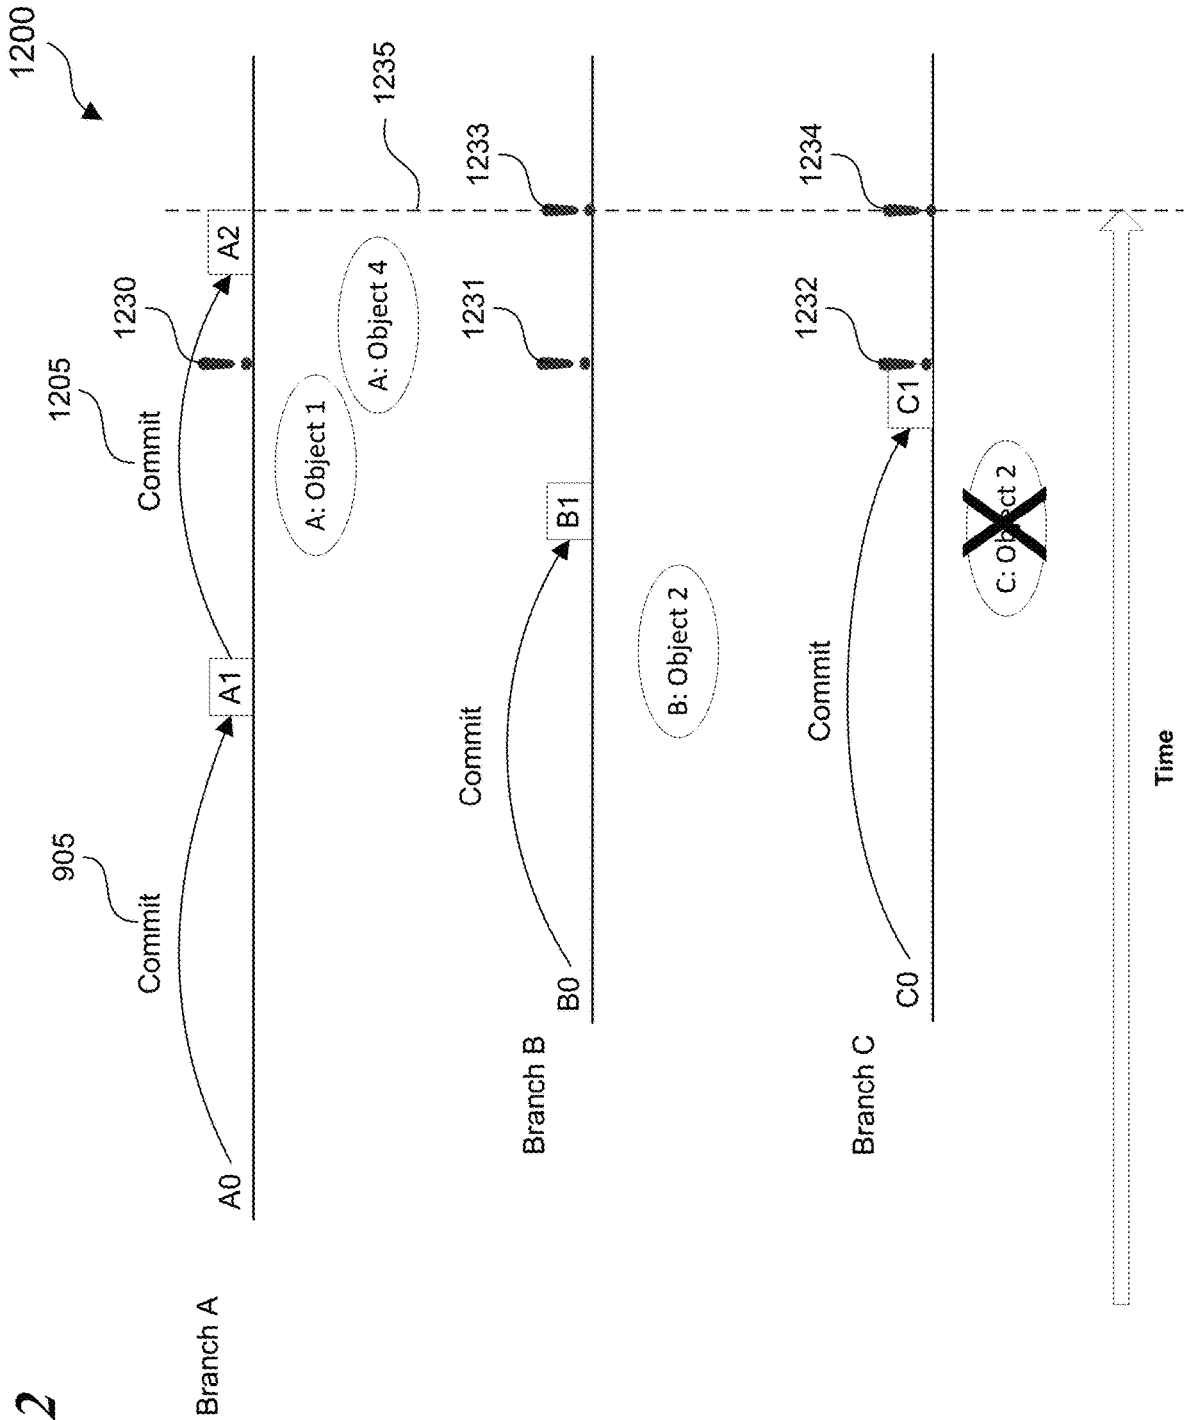 2
1200
Branch A
A0
905
Commit
A1
1205
Commit
1230
A2
A: Object 1
A: Object 4
1235
Branch B
B0
Commit
B1
1231
1233
B: Object 2
Branch C
C0
Commit
C1
1232
1234
C: Object 2
Time